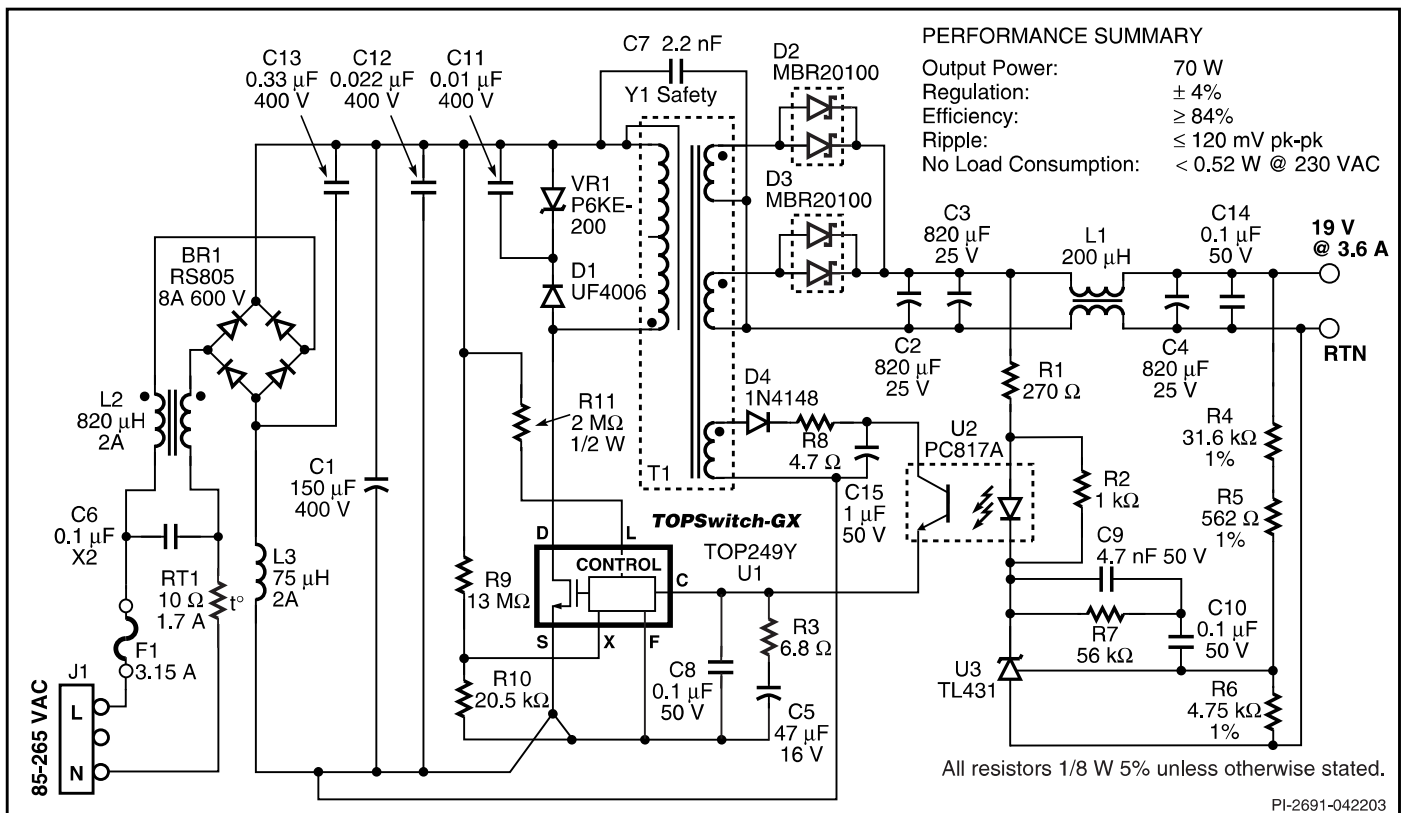 C13
0.33 μF
400 V
C12
0.022 μF
400 V
C11
0.01 μF
400 V
C7 2.2 nF
Y1 Safety
D2
MBR20100
PERFORMANCE SUMMARY
Output Power: 70 W
Regulation: ± 4%
Efficiency: ≥ 84%
Ripple: ≤ 120 mV pk-pk
No Load Consumption: < 0.52 W @ 230 VAC
VR1
P6KE-
200
D3
MBR20100
BR1
RS805
8A 600 V
D1
UF4006
C3
820 μF
25 V
L1
200 μH
C14
0.1 μF
50 V
19 V
@ 3.6 A
RTN
C2
820 μF
25 V
C4
820 μF
25 V
R1
270 Ω
L2
820 μH
2A
R11
2 MΩ
1/2 W
D4
1N4148
R8
4.7 Ω
T1
U2
PC817A
R2
1 kΩ
R4
31.6 kΩ
1%
C1
150 μF
400 V
C15
1 μF
50 V
R5
562 Ω
1%
C6
0.1 μF
X2
L3
75 μH
2A
RT1
10 Ω
1.7 A
t°
F1
3.15 A
J1
L
N
85-265 VAC
R9
13 MΩ
R10
20.5 kΩ
TOPSwitch-GX
TOP249Y
U1
D
L
CONTROL
C
S
X
F
C8
0.1 μF
50 V
R3
6.8 Ω
C5
47 μF
16 V
C9
4.7 nF 50 V
R7
56 kΩ
C10
0.1 μF
50 V
U3
TL431
R6
4.75 kΩ
1%
All resistors 1/8 W 5% unless otherwise stated.
PI-2691-042203